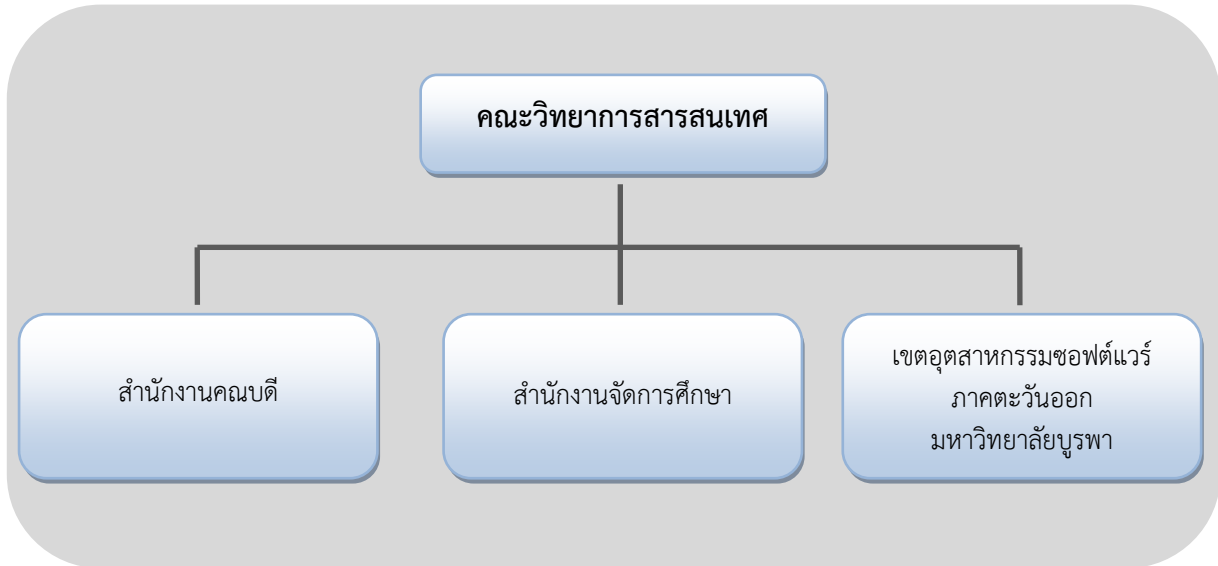 คณะวิทยาการสารสนเทศ
สำนักงานคณบดี
สำนักงานจัดการศึกษา
เขตอุตสาหกรรมซอฟต์แวร์
ภาคตะวันออก
มหาวิทยาลัยบูรพา